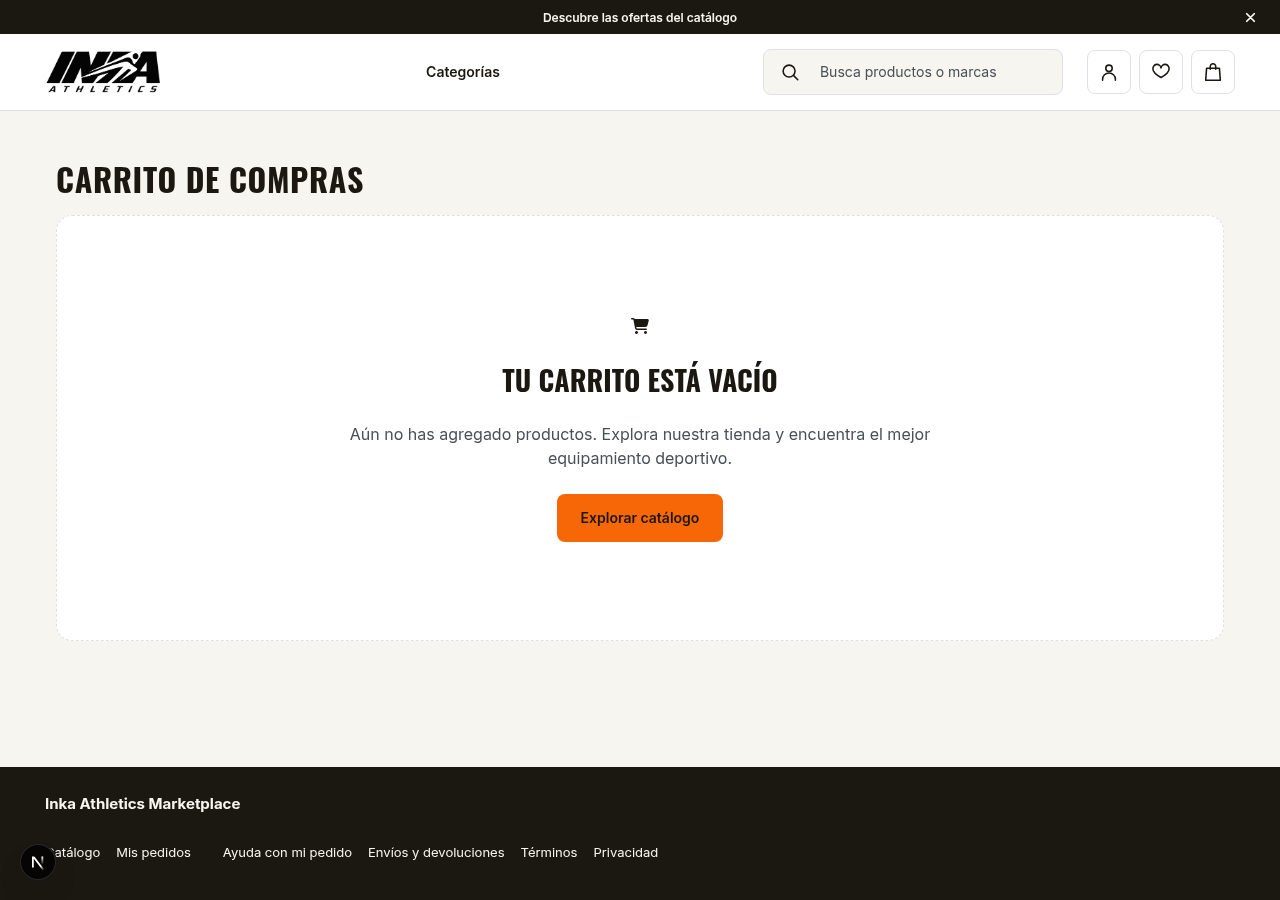 Descubre las ofertas del catálogo
INKA
ATHLETICS
Categorías
Busca productos o marcas
CARRITO DE COMPRAS
TU CARRITO ESTÁ VACÍO
Aún no has agregado productos. Explora nuestra tienda y encuentra el mejor
equipamiento deportivo.
Explorar catálogo
Inka Athletics Marketplace
atálogo Mis pedidos Ayuda con mi pedido Envíos y devoluciones Términos Privacidad
N